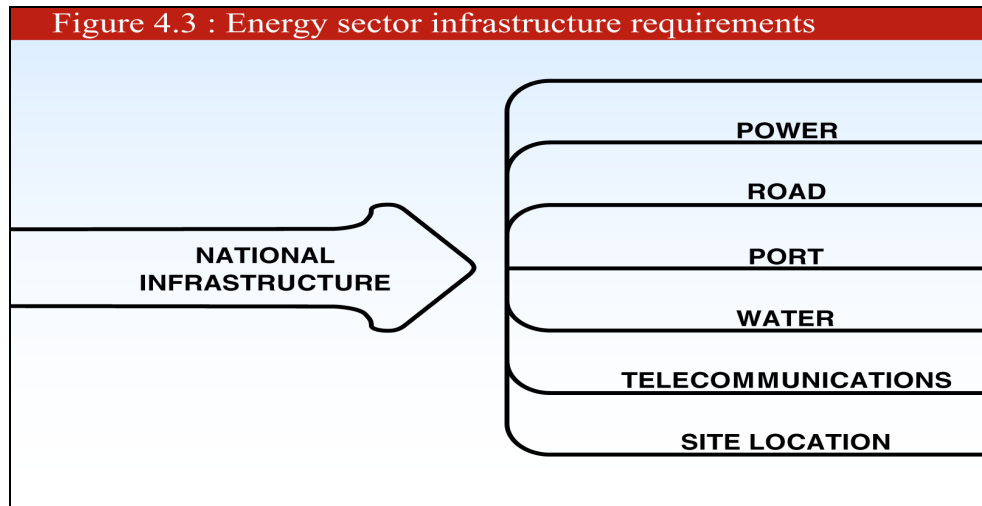 Figure 4.3 : Energy sector infrastructure requirements
NATIONAL
INFRASTRUCTURE
POWER
ROAD
PORT
WATER
TELECOMMUNICATIONS
SITE LOCATION